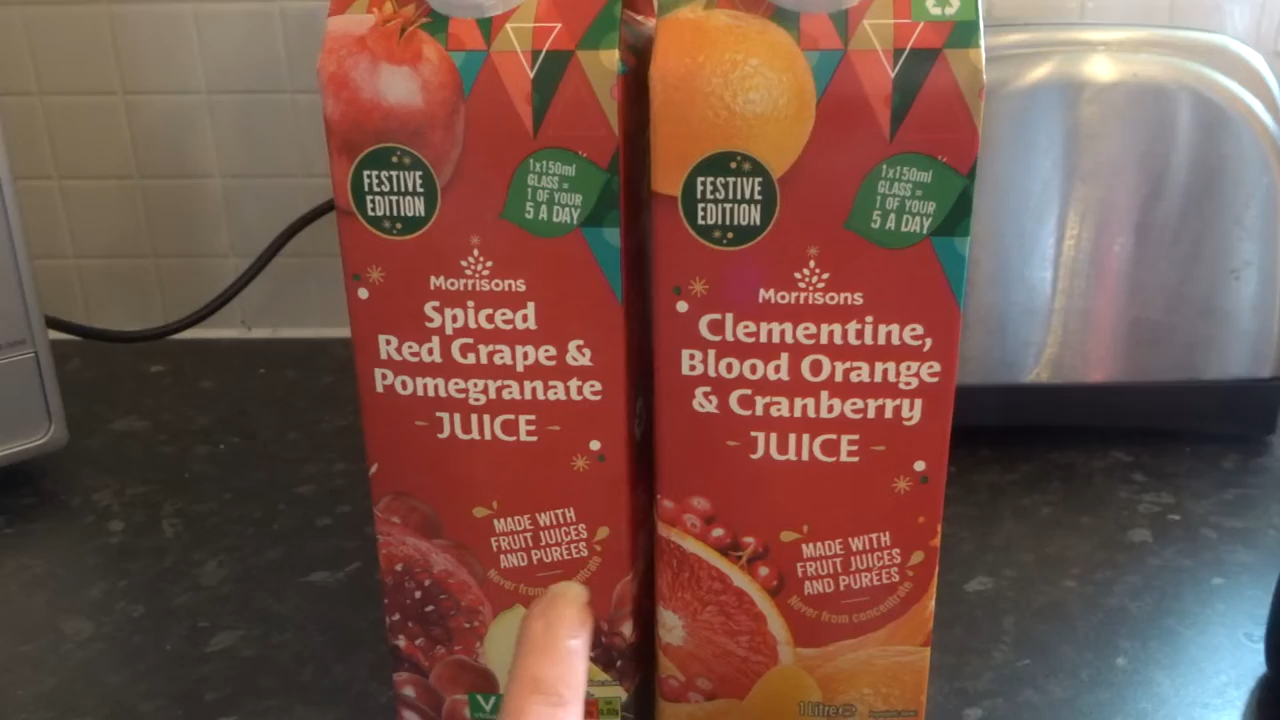 FESTIVE
EDITION
1x150ml
GLASS =
1 OF YOUR
5 A DAY
Morrisons
Spiced
Red Grape &
Pomegranate
JUICE
MADE WITH
FRUIT JUICES
AND PURÉES
Never from
V
FESTIVE
EDITION
1x150ml
GLASS =
1 OF YOUR
5 A DAY
Morrisons
Clementine,
Blood Orange
& Cranberry
JUICE
MADE WITH
FRUIT JUICES
AND PURÉES
Never from concentrate
1 Litre e